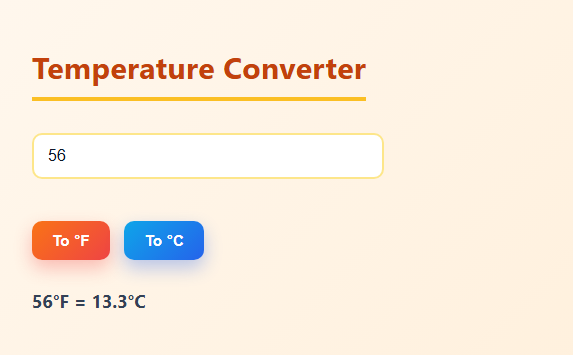 Temperature Converter
56
To °F To °C
56°F = 13.3°C